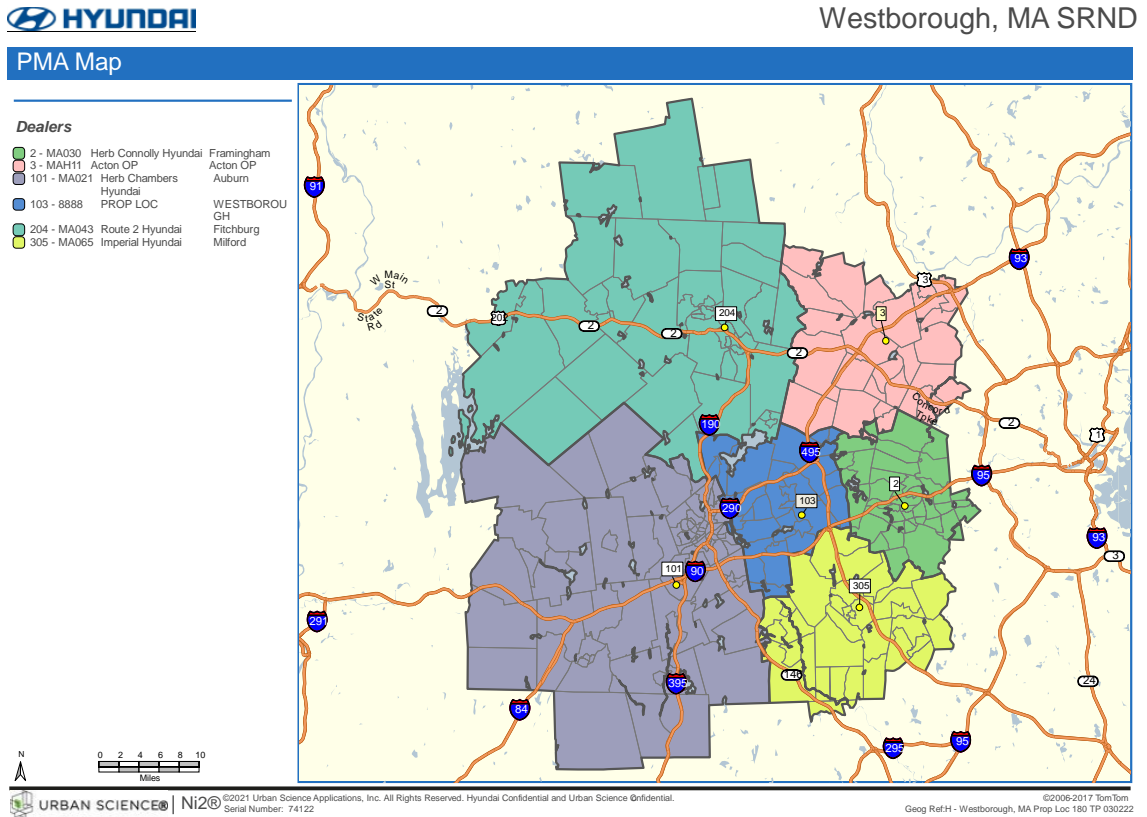 HYUNDAI
Westborough, MA SRND
PMA Map
Dealers
2 - MA030 Herb Connolly Hyundai Framingham
3 - MAH11 Acton OP Acton OP
101 - MA021 Herb Chambers Auburn
Hyundai
103 - 8888 PROP LOC WESTBOROU
GH
204 - MA043 Route 2 Hyundai Fitchburg
305 - MA065 Imperial Hyundai Milford
91
93
3
W Main
St
2
State
Rd
202
2
2
204
3
2
Concord
Tpke
2
1
190
495
95
2
290
103
93
3
101
90
305
291
395
146
24
84
295
95
N
0 2 4 6 8 10
Miles
URBAN SCIENCE® Ni2® ©2021 Urban Science Applications, Inc. All Rights Reserved. Hyundai Confidential and Urban Science Confidential.
Serial Number: 74122
©2006-2017 TomTom
Geog Ref:H - Westborough, MA Prop Loc 180 TP 030222